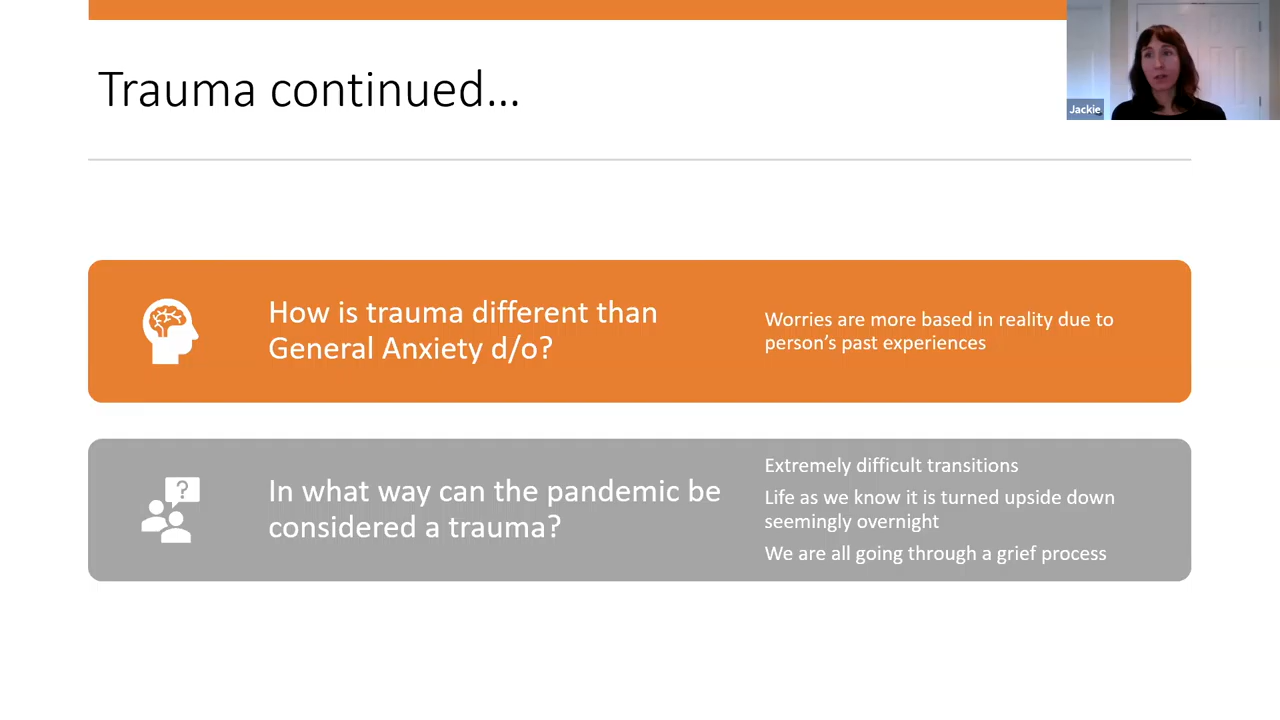 Trauma continued…
Jackie
How is trauma different than
General Anxiety d/o?
Worries are more based in reality due to
person's past experiences
?
In what way can the pandemic be
considered a trauma?
Extremely difficult transitions
Life as we know it is turned upside down
seemingly overnight
We are all going through a grief process